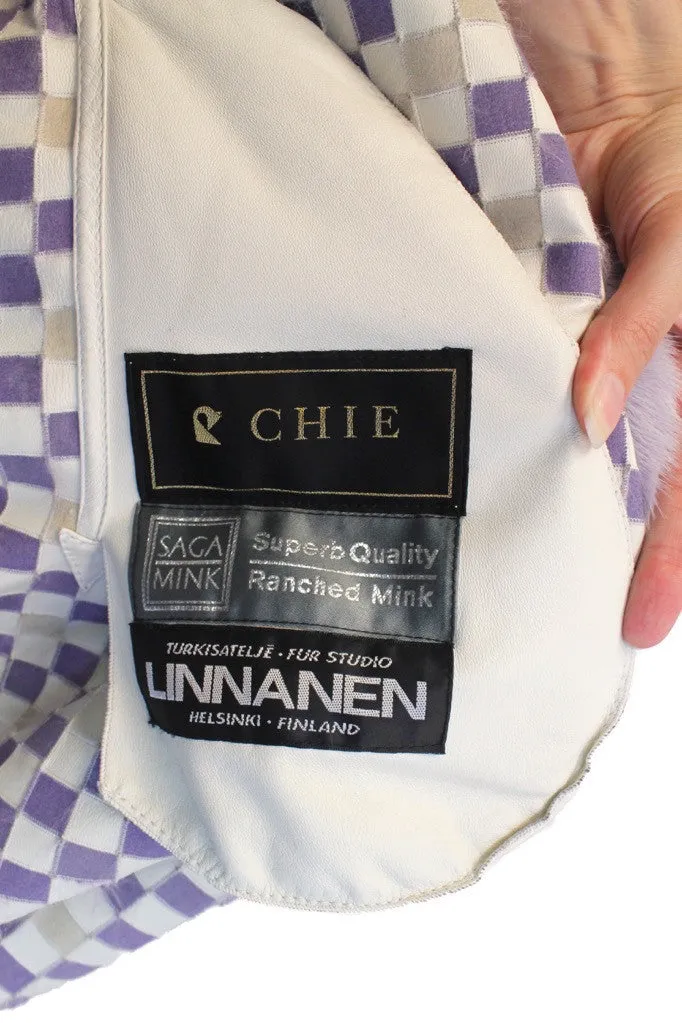 CHIE
SAGA
MINK
Superb Quality
Ranched Mink
TURKISATELJÉ · FUR STUDIO
LINNANEN
HELSINKI · FINLAND